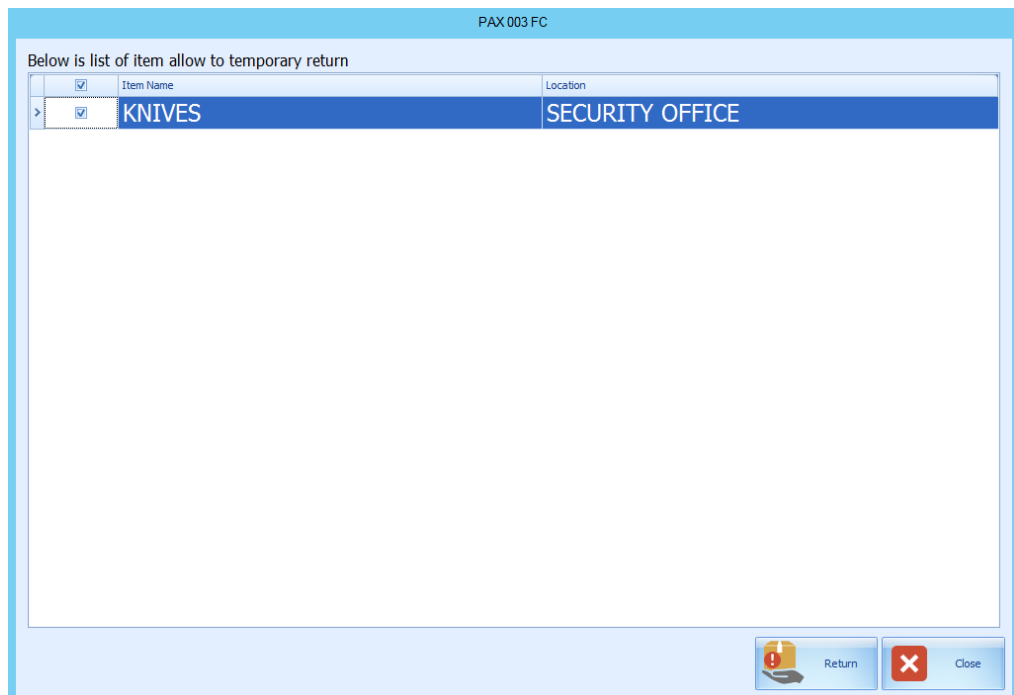 PAX 003 FC
Below is list of item allow to temporary return
Item Name Location
KNIVES SECURITY OFFICE
Return Close